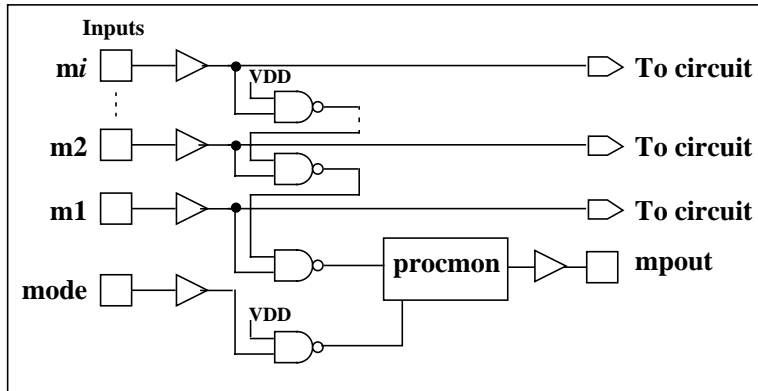 Inputs
mi
VDD
To circuit
m2
To circuit
m1
To circuit
procmon
mpout
mode
VDD